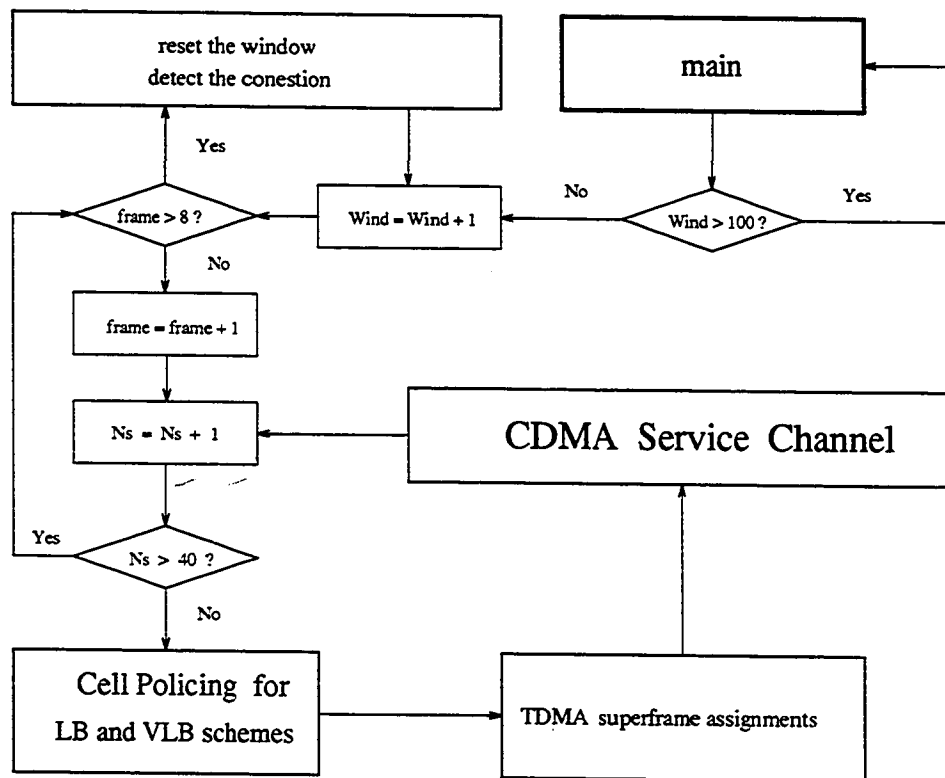 reset the window
detect the conestion
main
Yes
frame > 8 ?
Wind = Wind + 1
No
Wind > 100 ?
Yes
No
frame = frame + 1
Ns = Ns + 1
CDMA Service Channel
Yes
Ns > 40 ?
No
Cell Policing for
LB and VLB schemes
TDMA superframe assignments